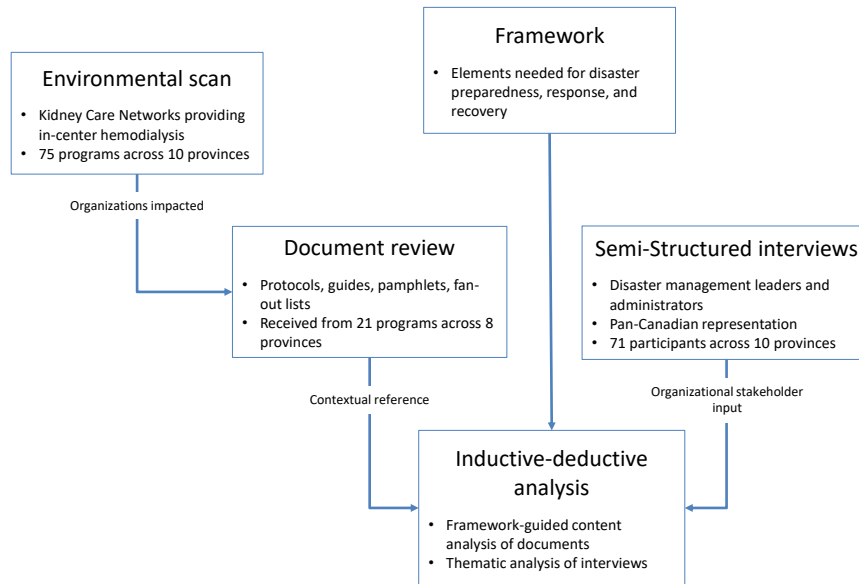 Framework
• Elements needed for disaster
preparedness, response, and
recovery
Environmental scan
• Kidney Care Networks providing
in-center hemodialysis
• 75 programs across 10 provinces
Organizations impacted
Document review
• Protocols, guides, pamphlets, fan-
out lists
• Received from 21 programs across 8
provinces
Semi-Structured interviews
• Disaster management leaders and
administrators
• Pan-Canadian representation
• 71 participants across 10 provinces
Contextual reference
Organizational stakeholder
input
Inductive-deductive
analysis
• Framework-guided content
analysis of documents
• Thematic analysis of interviews